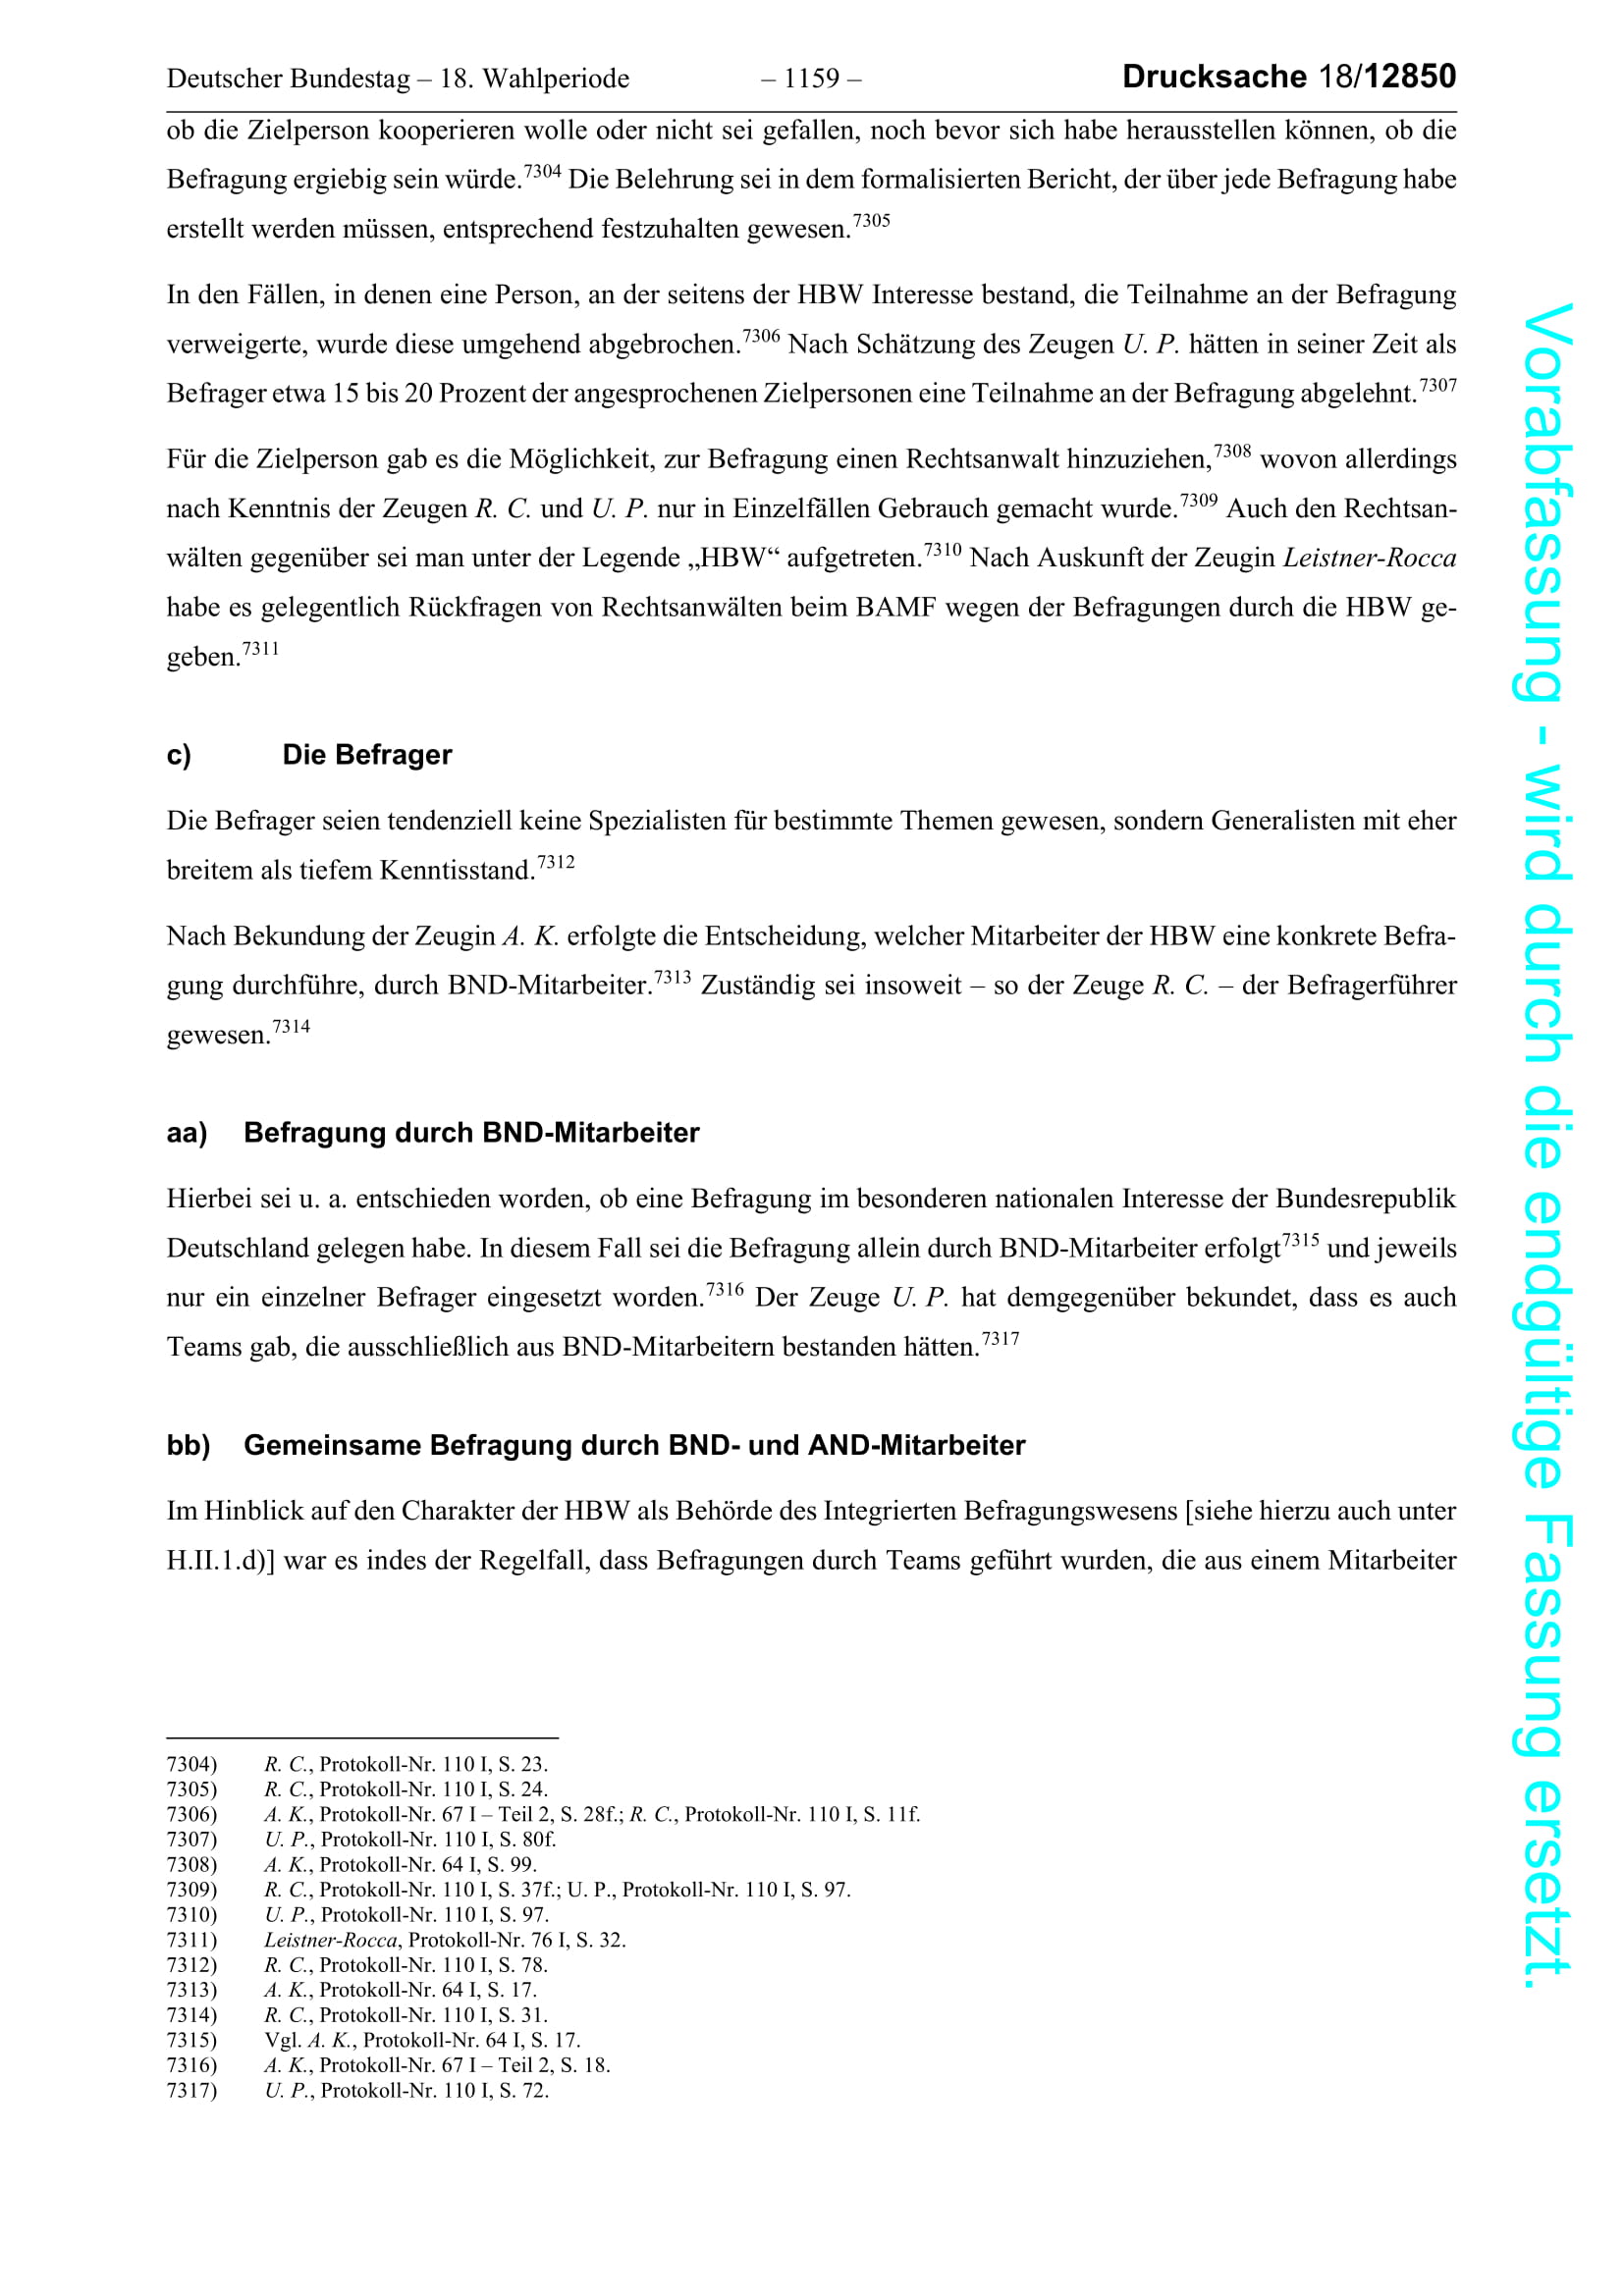 Deutscher Bundestag – 18. Wahlperiode – 1159 – Drucksache 18/12850
ob die Zielperson kooperieren wolle oder nicht sei gefallen, noch bevor sich habe herausstellen können, ob die
Befragung ergiebig sein würde.7304 Die Belehrung sei in dem formalisierten Bericht, der über jede Befragung habe
erstellt werden müssen, entsprechend festzuhalten gewesen.7305
In den Fällen, in denen eine Person, an der seitens der HBW Interesse bestand, die Teilnahme an der Befragung
verweigerte, wurde diese umgehend abgebrochen.7306 Nach Schätzung des Zeugen U. P. hätten in seiner Zeit als
Befrager etwa 15 bis 20 Prozent der angesprochenen Zielpersonen eine Teilnahme an der Befragung abgelehnt.7307
Für die Zielperson gab es die Möglichkeit, zur Befragung einen Rechtsanwalt hinzuziehen,7308 wovon allerdings
nach Kenntnis der Zeugen R. C. und U. P. nur in Einzelfällen Gebrauch gemacht wurde.7309 Auch den Rechtsan-
wälten gegenüber sei man unter der Legende „HBW“ aufgetreten.7310 Nach Auskunft der Zeugin Leistner-Rocca
habe es gelegentlich Rückfragen von Rechtsanwälten beim BAMF wegen der Befragungen durch die HBW ge-
geben.7311
c) Die Befrager
Die Befrager seien tendenziell keine Spezialisten für bestimmte Themen gewesen, sondern Generalisten mit eher
breitem als tiefem Kenntisstand.7312
Nach Bekundung der Zeugin A. K. erfolgte die Entscheidung, welcher Mitarbeiter der HBW eine konkrete Befra-
gung durchführe, durch BND-Mitarbeiter.7313 Zuständig sei insoweit – so der Zeuge R. C. – der Befragerführer
gewesen.7314
aa) Befragung durch BND-Mitarbeiter
Hierbei sei u. a. entschieden worden, ob eine Befragung im besonderen nationalen Interesse der Bundesrepublik
Deutschland gelegen habe. In diesem Fall sei die Befragung allein durch BND-Mitarbeiter erfolgt7315 und jeweils
nur ein einzelner Befrager eingesetzt worden.7316 Der Zeuge U. P. hat demgegenüber bekundet, dass es auch
Teams gab, die ausschließlich aus BND-Mitarbeitern bestanden hätten.7317
bb) Gemeinsame Befragung durch BND- und AND-Mitarbeiter
Im Hinblick auf den Charakter der HBW als Behörde des Integrierten Befragungswesens [siehe hierzu auch unter
H.II.1.d)] war es indes der Regelfall, dass Befragungen durch Teams geführt wurden, die aus einem Mitarbeiter
7304) R. C., Protokoll-Nr. 110 I, S. 23.
7305) R. C., Protokoll-Nr. 110 I, S. 24.
7306) A. K., Protokoll-Nr. 67 I – Teil 2, S. 28f.; R. C., Protokoll-Nr. 110 I, S. 11f.
7307) U. P., Protokoll-Nr. 110 I, S. 80f.
7308) A. K., Protokoll-Nr. 64 I, S. 99.
7309) R. C., Protokoll-Nr. 110 I, S. 37f.; U. P., Protokoll-Nr. 110 I, S. 97.
7310) U. P., Protokoll-Nr. 110 I, S. 97.
7311) Leistner-Rocca, Protokoll-Nr. 76 I, S. 32.
7312) R. C., Protokoll-Nr. 110 I, S. 78.
7313) A. K., Protokoll-Nr. 64 I, S. 17.
7314) R. C., Protokoll-Nr. 110 I, S. 31.
7315) Vgl. A. K., Protokoll-Nr. 64 I, S. 17.
7316) A. K., Protokoll-Nr. 67 I – Teil 2, S. 18.
7317) U. P., Protokoll-Nr. 110 I, S. 72.
Vorabfassung - wird durch die endgültige Fassung ersetzt.